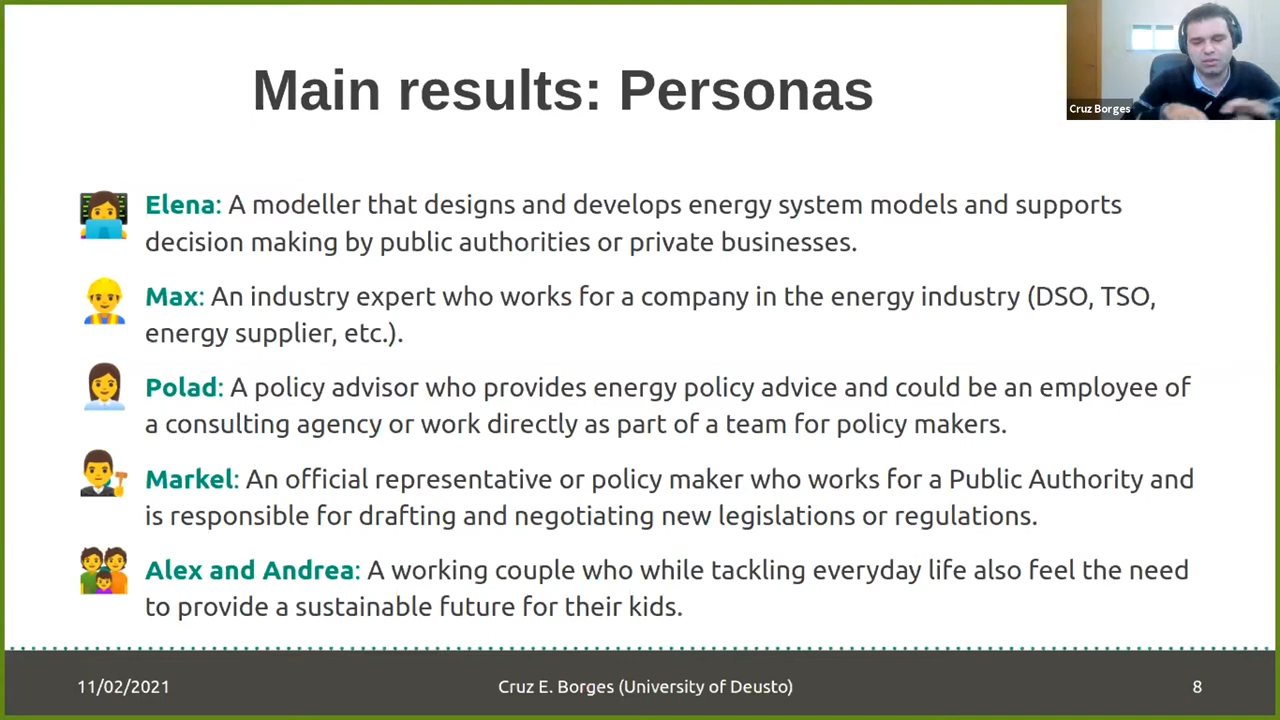 Main results: Personas
Cruz Borges
Elena: A modeller that designs and develops energy system models and supports
decision making by public authorities or private businesses.
Max: An industry expert who works for a company in the energy industry (DSO, TSO,
energy supplier, etc.).
Polad: A policy advisor who provides energy policy advice and could be an employee of
a consulting agency or work directly as part of a team for policy makers.
Markel: An official representative or policy maker who works for a Public Authority and
is responsible for drafting and negotiating new legislations or regulations.
Alex and Andrea: A working couple who while tackling everyday life also feel the need
to provide a sustainable future for their kids.
11/02/2021
Cruz E. Borges (University of Deusto)
8